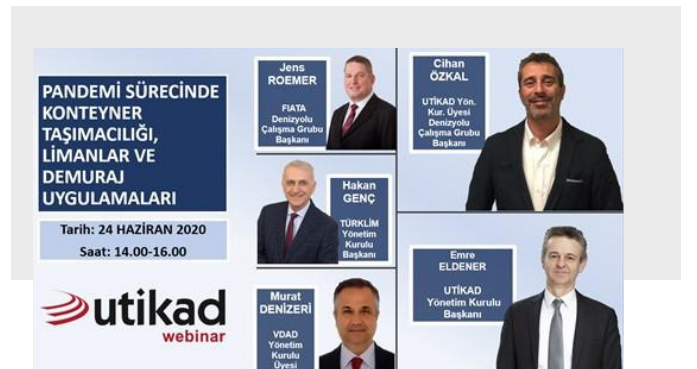 PANDEMİ SÜRECİNDE
KONTEYNER
TAŞIMACILIĞI,
LİMANLAR VE
DEMURAJ
UYGULAMALARI
Tarih: 24 HAZİRAN 2020
Saat: 14.00-16.00
utikad
webinar
Jens
ROEMER
FIATA
Denizyolu
Çalışma Grubu
Başkanı
Hakan
GENÇ
TÜRKLİM
Yönetim
Kurulu
Başkanı
Murat
DENİZERİ
VDAD
Yönetim
Kurulu
Üyesi
Cihan
ÖZKAL
UTİKAD Yön.
Kur. Üyesi
Denizyolu
Çalışma Grubu
Başkanı
Emre
ELDENER
UTİKAD
Yönetim Kurulu
Başkanı